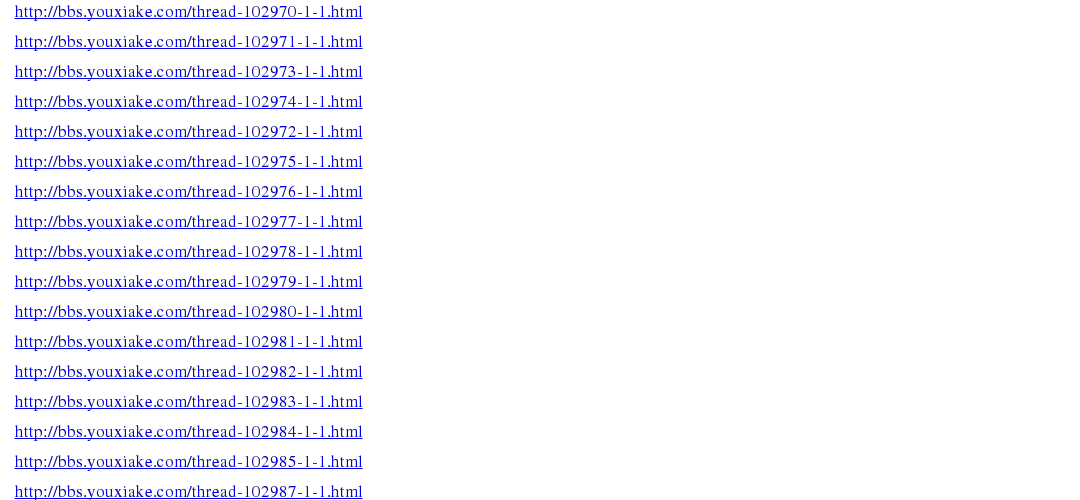 http://bbs.youxiake.com/thread-102970-1-1.html
http://bbs.youxiake.com/thread-102971-1-1.html
http://bbs.youxiake.com/thread-102973-1-1.html
http://bbs.youxiake.com/thread-102974-1-1.html
http://bbs.youxiake.com/thread-102972-1-1.html
http://bbs.youxiake.com/thread-102975-1-1.html
http://bbs.youxiake.com/thread-102976-1-1.html
http://bbs.youxiake.com/thread-102977-1-1.html
http://bbs.youxiake.com/thread-102978-1-1.html
http://bbs.youxiake.com/thread-102979-1-1.html
http://bbs.youxiake.com/thread-102980-1-1.html
http://bbs.youxiake.com/thread-102981-1-1.html
http://bbs.youxiake.com/thread-102982-1-1.html
http://bbs.youxiake.com/thread-102983-1-1.html
http://bbs.youxiake.com/thread-102984-1-1.html
http://bbs.youxiake.com/thread-102985-1-1.html
http://bbs.youxiake.com/thread-102987-1-1.html